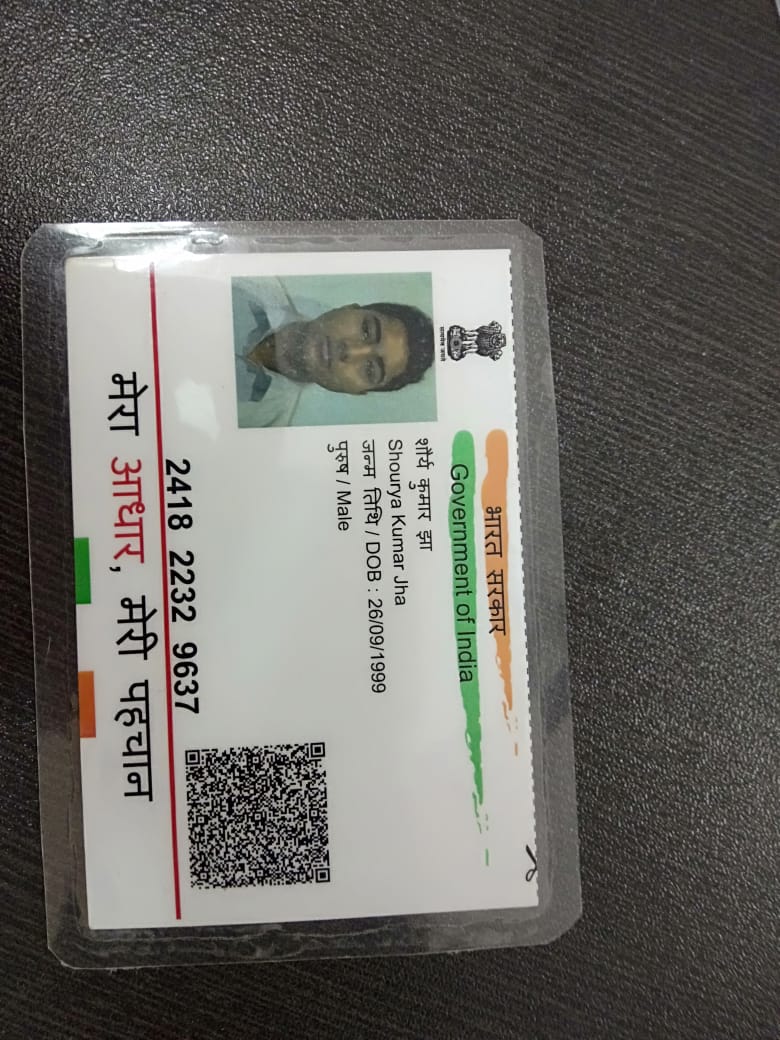 भारत सरकार
Government of India
सत्यमेव जयते
शौर्य कुमार झा
Shourya Kumar Jha
जन्म तिथि / DOB : 26/09/1999
पुरुष / Male
2418 2232 9637
मेरा आधार, मेरी पहचान